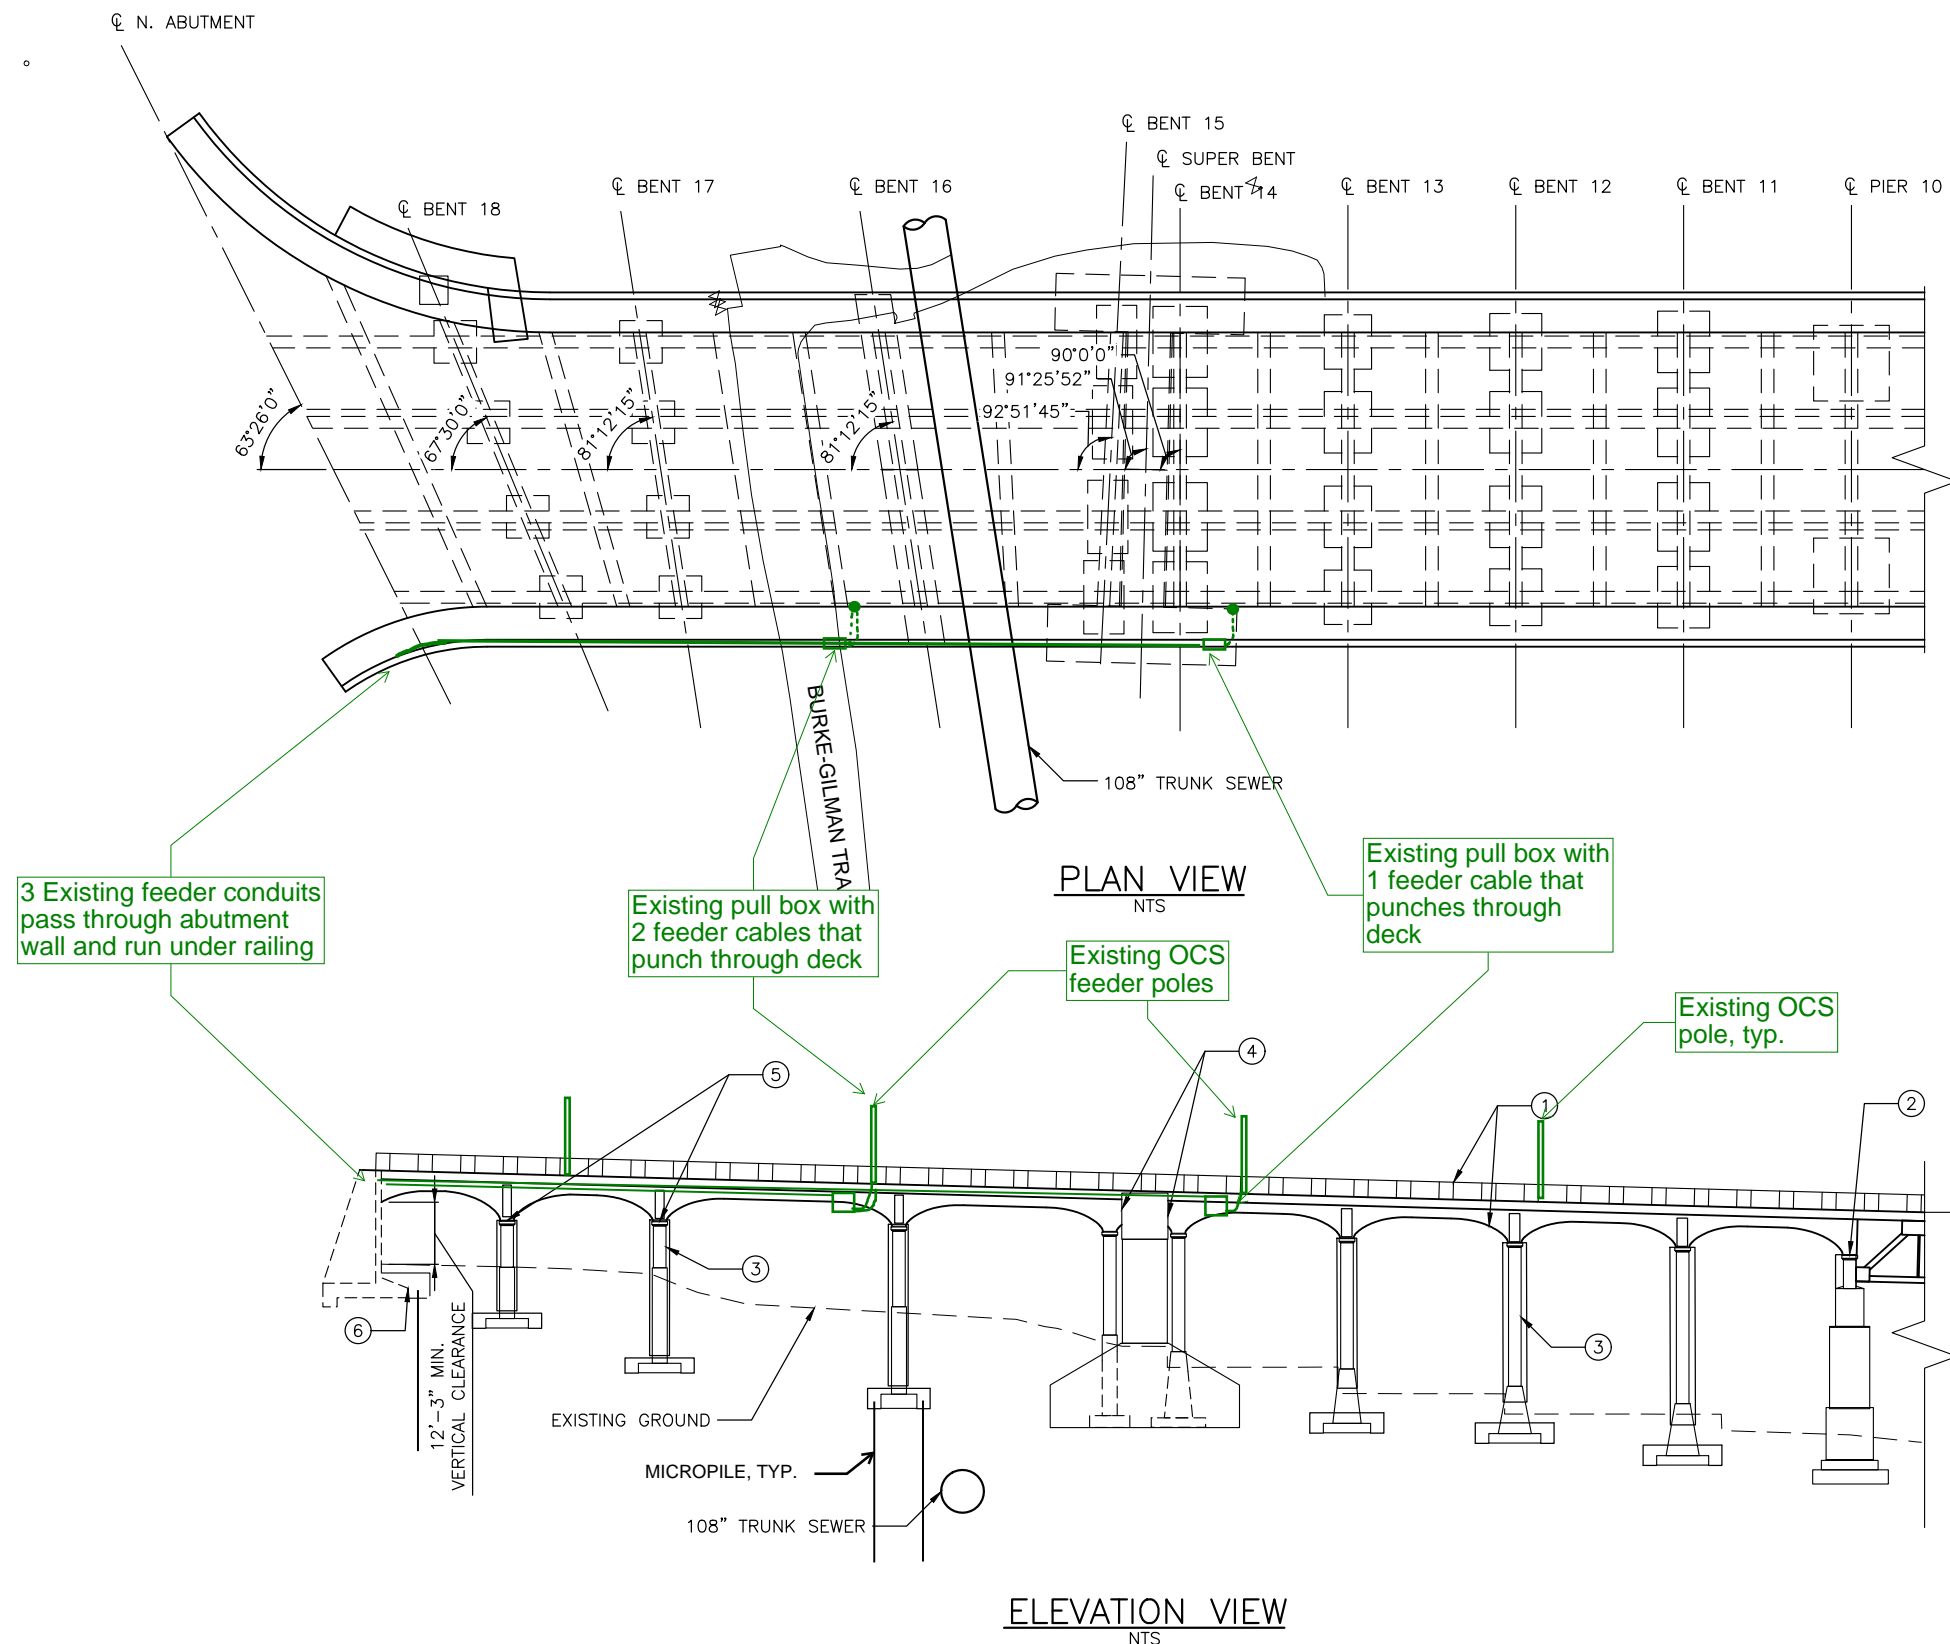 ℄ N. ABUTMENT
℄ BENT 18
℄ BENT 17
℄ BENT 16
℄ BENT 15
℄ SUPER BENT
℄ BENT 14
℄ BENT 13
℄ BENT 12
℄ BENT 11
℄ PIER 10
63°26'0"
67°30'0"
81°12'15"
81°12'15"
90°0'0"
91°25'52"
92°51'45"
BURKE-GILMAN TRA
108" TRUNK SEWER
PLAN VIEW
NTS
3 Existing feeder conduits
pass through abutment
wall and run under railing
Existing pull box with
2 feeder cables that
punch through deck
Existing OCS
feeder poles
Existing pull box with
1 feeder cable that
punches through
deck
Existing OCS
pole, typ.
5
4
1
2
3
3
6
12'-3" MIN.
VERTICAL CLEARANCE
EXISTING GROUND
MICROPILE, TYP.
108" TRUNK SEWER
ELEVATION VIEW
NTS